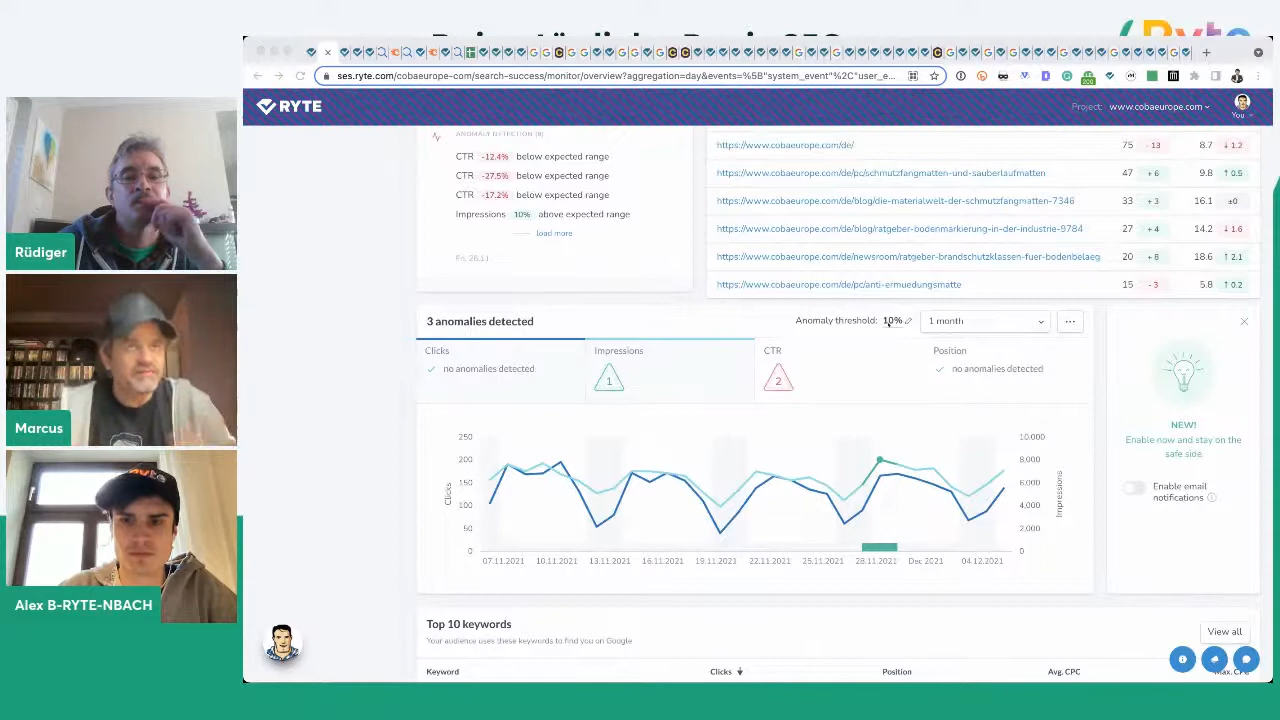 Ryte
ses.ryte.com/cobaeurope-com/search-success/monitor/overview?aggregation=day&events=%5B"system_event"%2C"user_e...
RYTE
Project: www.cobaeurope.com
You
ANOMALY DETECTION (8)
CTR -12.4% below expected range
CTR -27.5% below expected range
CTR -17.2% below expected range
Impressions 10% above expected range
load more
Fri, 26.11
https://www.cobaeurope.com/de/ 75 - 13 8.7 ↓ 1.2
https://www.cobaeurope.com/de/pc/schmutzfangmatten-und-sauberlaufmatten 47 + 6 9.8 ↑ 0.5
https://www.cobaeurope.com/de/blog/die-materialwelt-der-schmutzfangmatten-7346 33 + 3 16.1 ±0
https://www.cobaeurope.com/de/blog/ratgeber-bodenmarkierung-in-der-industrie-9784 27 + 4 14.2 ↓ 1.6
https://www.cobaeurope.com/de/newsroom/ratgeber-brandschutzklassen-fuer-bodenbelaeg 20 + 8 18.6 ↑ 2.1
https://www.cobaeurope.com/de/pc/anti-ermuedungsmatte 15 - 3 5.8 ↑ 0.2
3 anomalies detected
Anomaly threshold: 10%
1 month
...
Clicks
no anomalies detected
Impressions
1
CTR
2
Position
no anomalies detected
250
200
150
100
50
0
Clicks
10,000
8,000
6,000
4,000
2,000
0
Impressions
07.11.2021 10.11.2021 13.11.2021 16.11.2021 19.11.2021 22.11.2021 25.11.2021 28.11.2021 Dec 2021 04.12.2021
NEW!
Enable now and stay on the
safe side.
Enable email
notifications
Top 10 keywords
Your audience uses these keywords to find you on Google
View all
Keyword Clicks Position Avg. CPC Max. CPC
Rüdiger
Marcus
Alex B-RYTE-NBACH